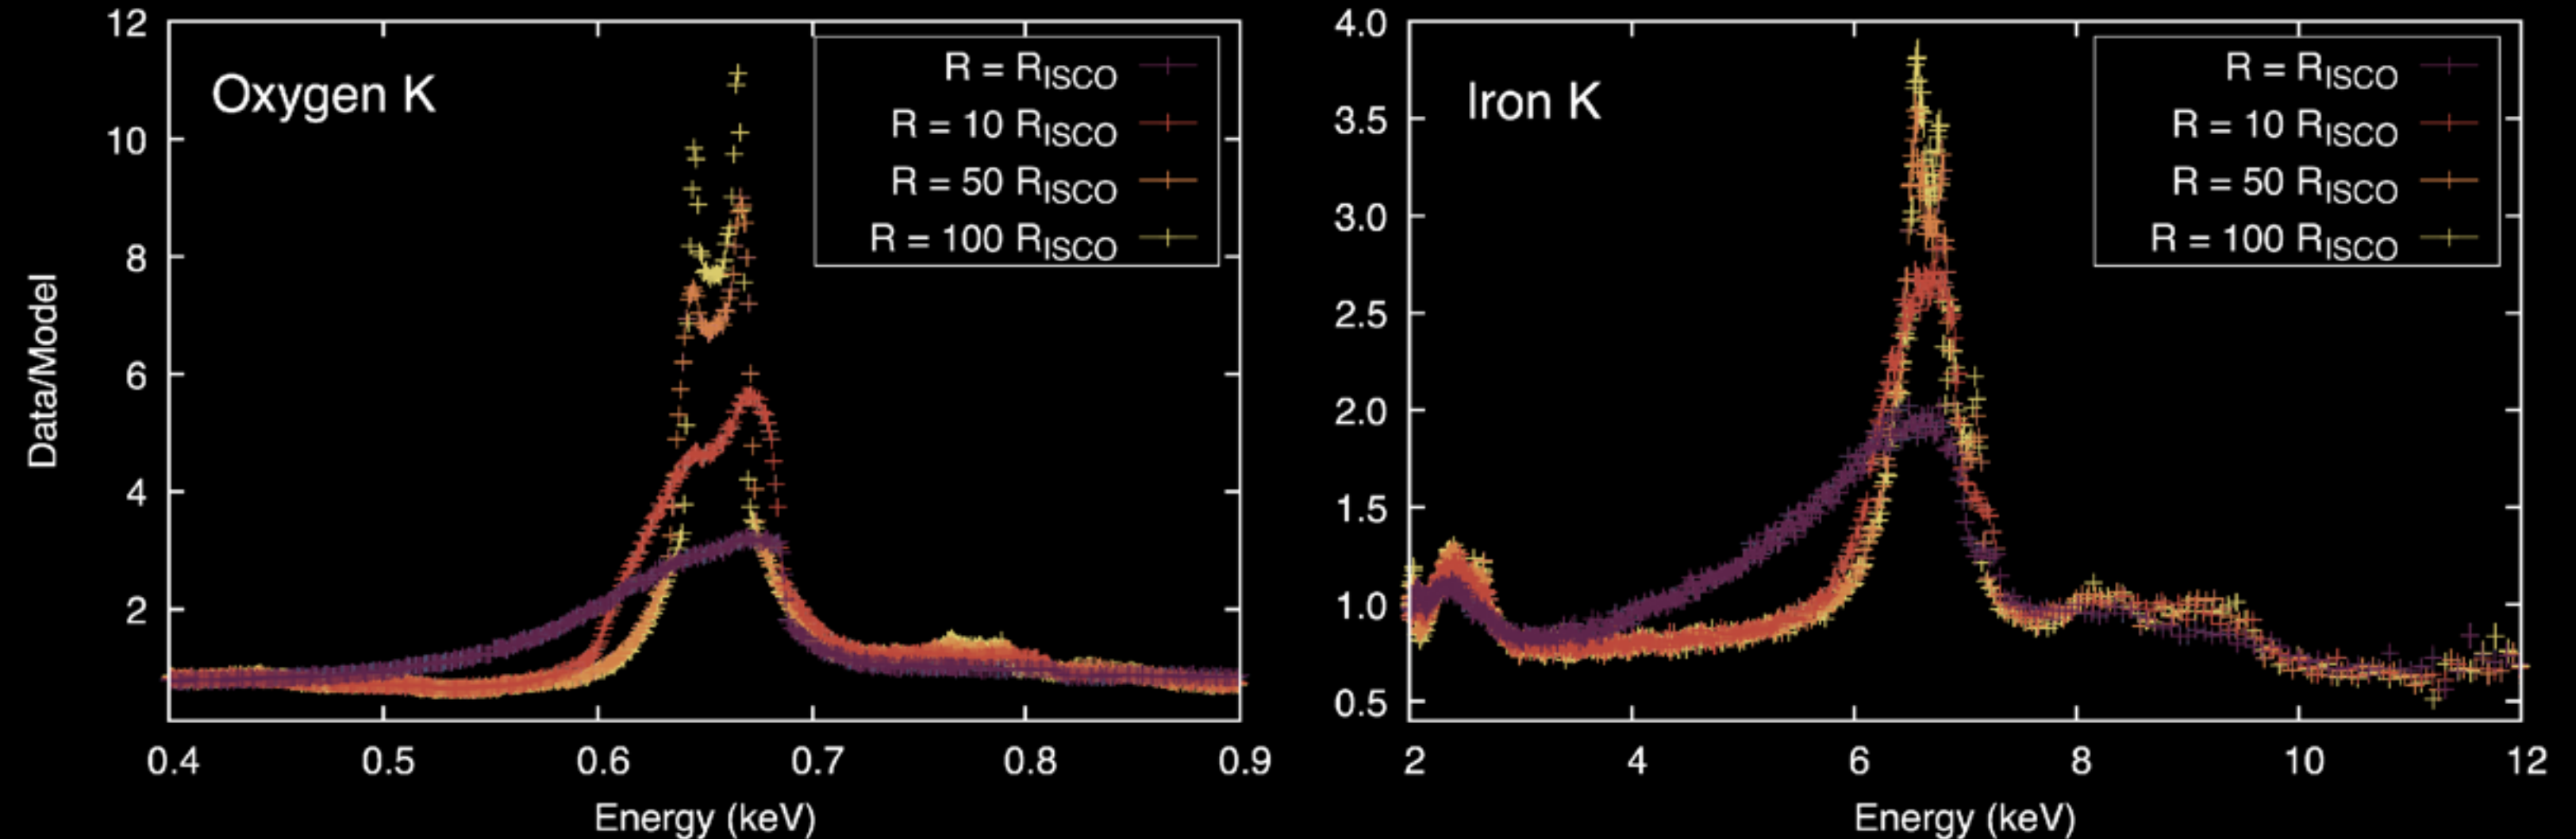 Oxygen K
R = RISCO
R = 10 RISCO
R = 50 RISCO
R = 100 RISCO
12
10
8
6
4
2
Data/Model
0.4 0.5 0.6 0.7 0.8 0.9
Energy (keV)
Iron K
R = RISCO
R = 10 RISCO
R = 50 RISCO
R = 100 RISCO
4.0
3.5
3.0
2.5
2.0
1.5
1.0
0.5
2 4 6 8 10 12
Energy (keV)